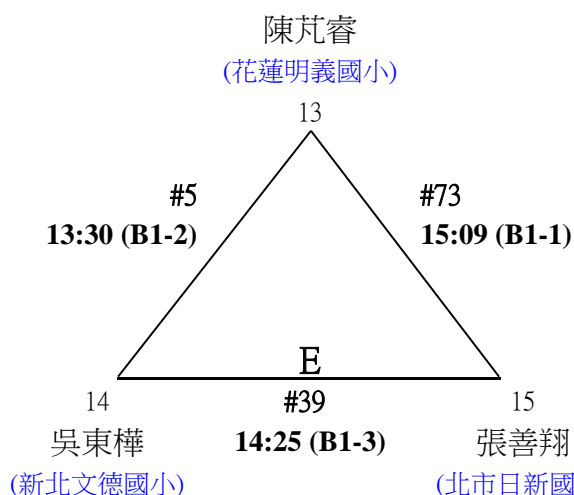 陳芃睿
(花蓮明義國小)
13
#5
#73
13:30 (B1-2)
15:09 (B1-1)
E
14
#39
15
吳東樺
14:25 (B1-3)
張善翔
(新北文德國小)
(北市日新國